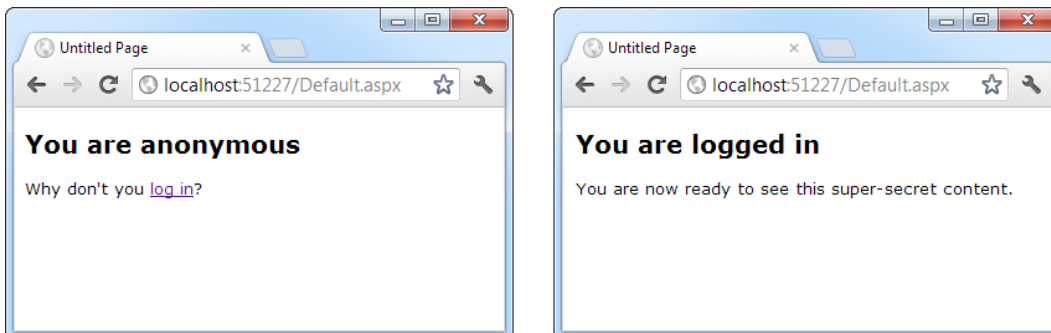 Untitled Page
localhost:51227/Default.aspx
You are anonymous
Why don't you log in?
Untitled Page
localhost:51227/Default.aspx
You are logged in
You are now ready to see this super-secret content.